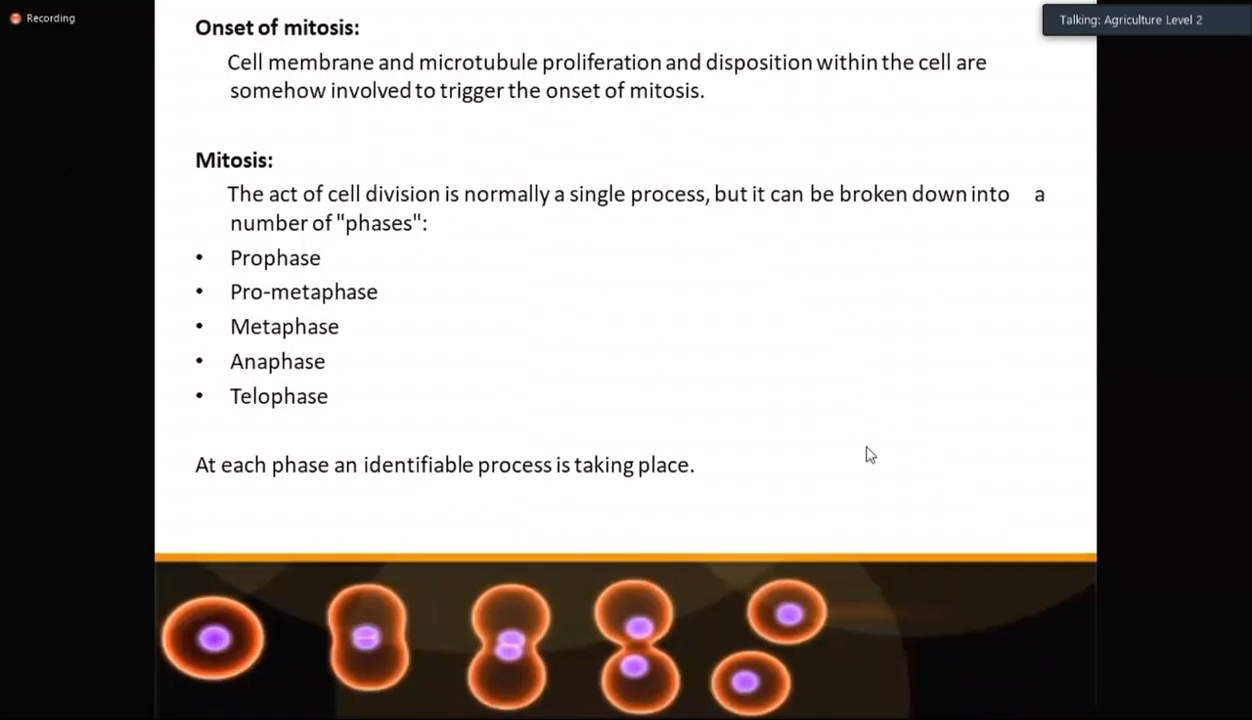 Recording
Talking: Agriculture Level 2
Onset of mitosis:
Cell membrane and microtubule proliferation and disposition within the cell are
somehow involved to trigger the onset of mitosis.
Mitosis:
The act of cell division is normally a single process, but it can be broken down into a
number of "phases":
• Prophase
• Pro-metaphase
• Metaphase
• Anaphase
• Telophase
At each phase an identifiable process is taking place.